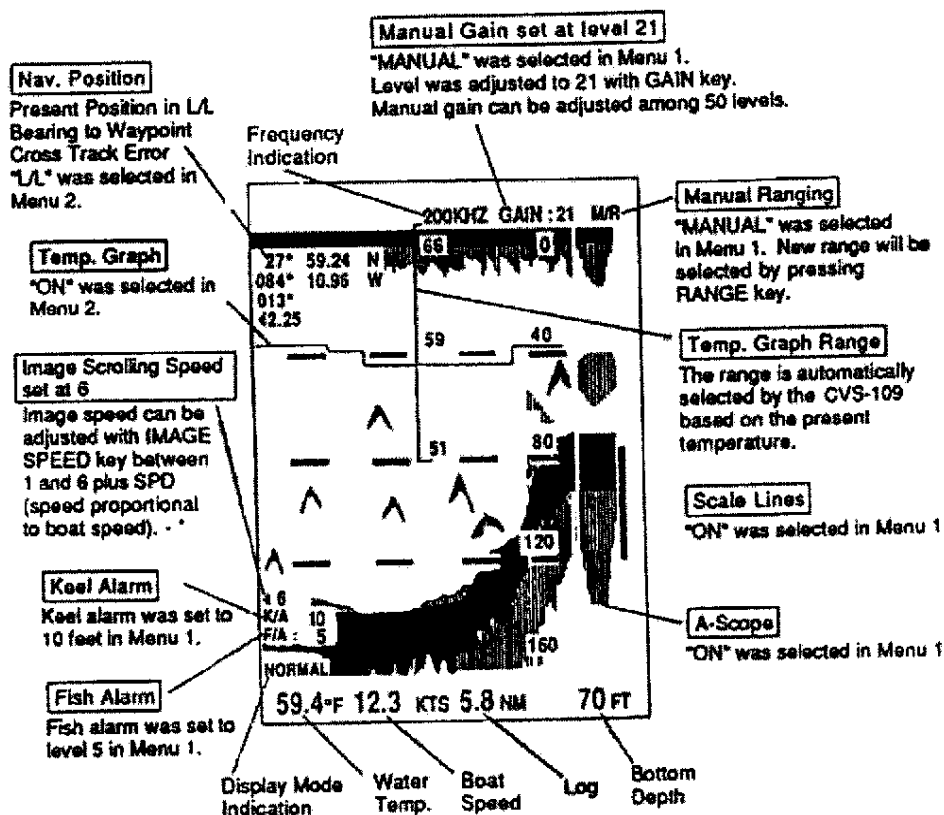 Manual Gain set at level 21
"MANUAL" was selected in Menu 1.
Level was adjusted to 21 with GAIN key.
Manual gain can be adjusted among 50 levels.
Nav. Position
Present Position in L/L
Bearing to Waypoint
Cross Track Error
"L/L" was selected in
Menu 2.
Frequency
Indication
Temp. Graph
"ON" was selected in
Menu 2.
Image Scrolling Speed
set at 6
Image speed can be
adjusted with IMAGE
SPEED key between
1 and 6 plus SPD
(speed proportional
to boat speed).
Keel Alarm
Keel alarm was set to
10 feet in Menu 1.
Fish Alarm
Fish alarm was set to
level 5 in Menu 1.
200KHZ GAIN : 21 M/R
66 0
27° 59.24 N
084° 10.96 W
013°
42.25
59 40
51 80
120
6
K/A 10
F/A : 5
160
NORMAL
59.4°F 12.3 KTS 5.8 NM 70 FT
Manual Ranging
"MANUAL" was selected
in Menu 1. New range will be
selected by pressing
RANGE key.
Temp. Graph Range
The range is automatically
selected by the CVS-109
based on the present
temperature.
Scale Lines
"ON" was selected in Menu 1
A-Scope
"ON" was selected in Menu 1
Display Mode
Indication
Water
Temp.
Boat
Speed
Log
Bottom
Depth